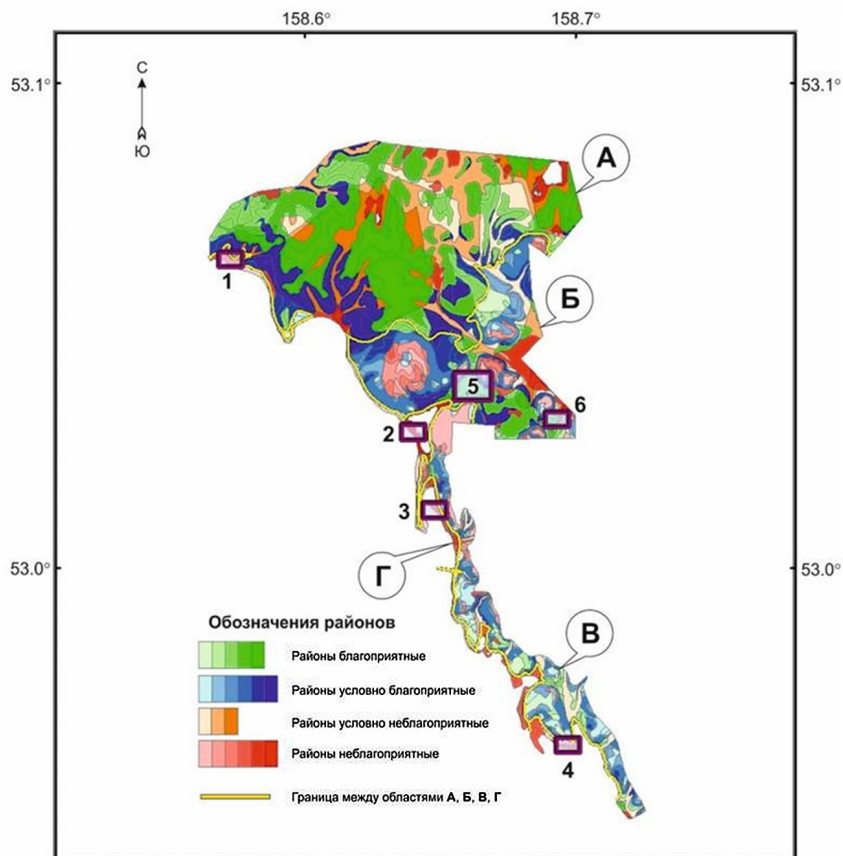 158.6° 158.7°
53.1° 53.1°
С
Ю
А
Б
1
5
6
2
3
53.0° 53.0°
Г
В
Обозначения районов
Районы благоприятные
Районы условно благоприятные
Районы условно неблагоприятные
Районы неблагоприятные
4
Граница между областями А, Б, В, Г